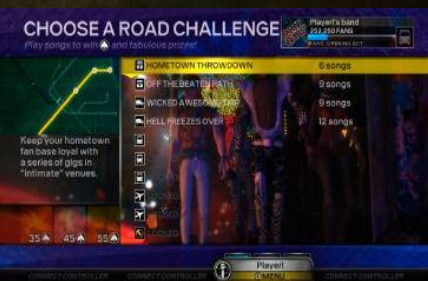 CHOOSE A ROAD CHALLENGE
Play songs to win and fabulous prizes!
Player1's band
252,250 FANS
BAND: OPENING ACT
HOMETOWN THROWDOWN 6 songs
OFF THE BEATEN PATH 9 songs
WICKED AWESOME TRIP 9 songs
HELL FREEZES OVER 12 songs
Keep your hometown
fan base loyal with
a series of gigs in
"intimate" venues.
LOCKED
LOCKED
35 45 55
Player1
MENU
CONNECT CONTROLLER CONNECT CONTROLLER CONNECT CONTROLLER